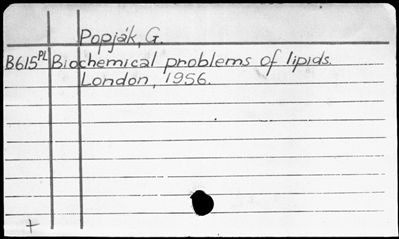 Popják, G.
B615PL Biochemical problems of lipids.
London, 1956.
+